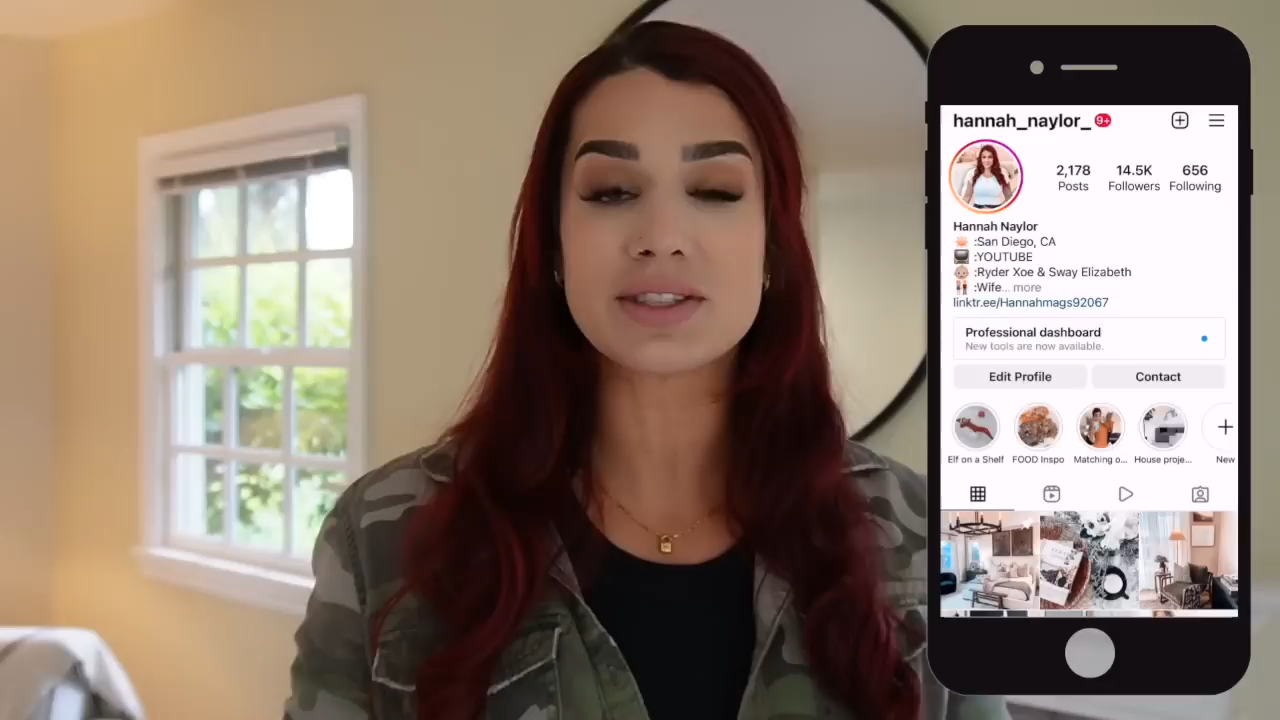 hannah_naylor_ 9+
2,178 14.5K 656
Posts Followers Following
Hannah Naylor
:San Diego, CA
:YOUTUBE
:Ryder Xoe & Sway Elizabeth
:Wife... more
linktr.ee/Hannahmags92067
Professional dashboard
New tools are now available.
Edit Profile Contact
Elf on a Shelf FOOD Inspo Matching o... House proje... New